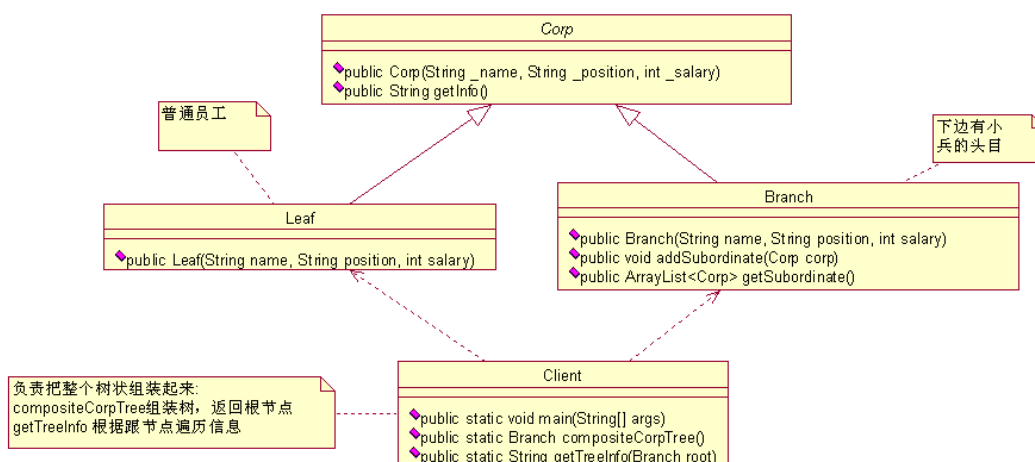 Corp
public Corp(String _name, String _position, int _salary)
public String getInfo()
普通员工
下边有小
兵的头目
Leaf
public Leaf(String name, String position, int salary)
Branch
public Branch(String name, String position, int salary)
public void addSubordinate(Corp corp)
public ArrayList<Corp> getSubordinate()
负责把整个树状组装起来:
compositeCorpTree组装树，返回根节点
getTreeInfo 根据跟节点遍历信息
Client
public static void main(String[] args)
public static Branch compositeCorpTree()
public static String getTreeInfo(Branch root)